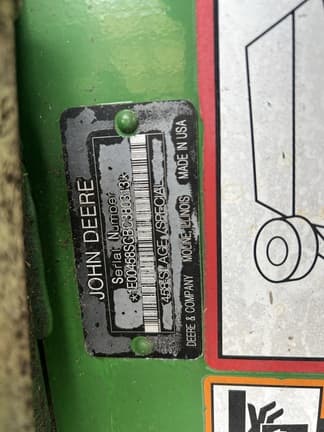 JOHN DEERE
Serial Number
458 SILAGE/SPECIAL
DEERE & COMPANY MOLINE, ILLINOIS MADE IN USA